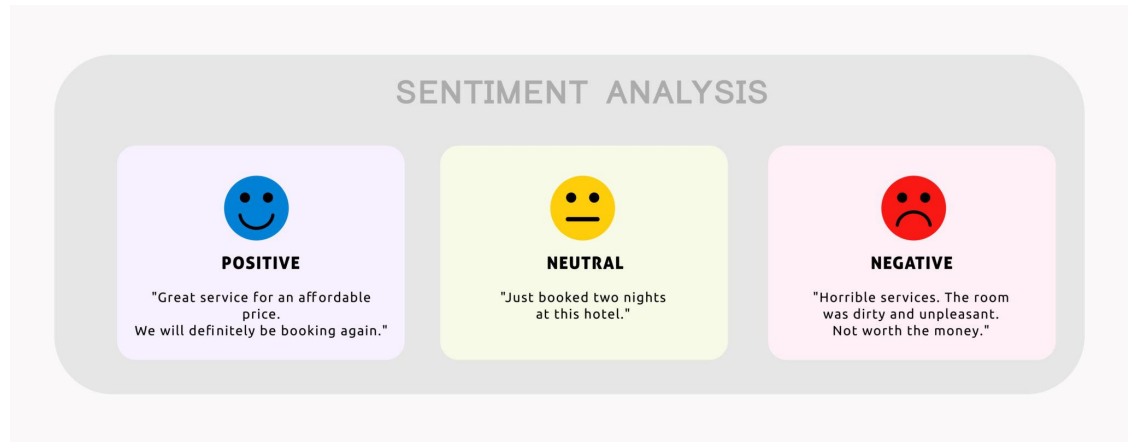 SENTIMENT ANALYSIS
POSITIVE
"Great service for an affordable
price.
We will definitely be booking again."
NEUTRAL
"Just booked two nights
at this hotel."
NEGATIVE
"Horrible services. The room
was dirty and unpleasant.
Not worth the money."